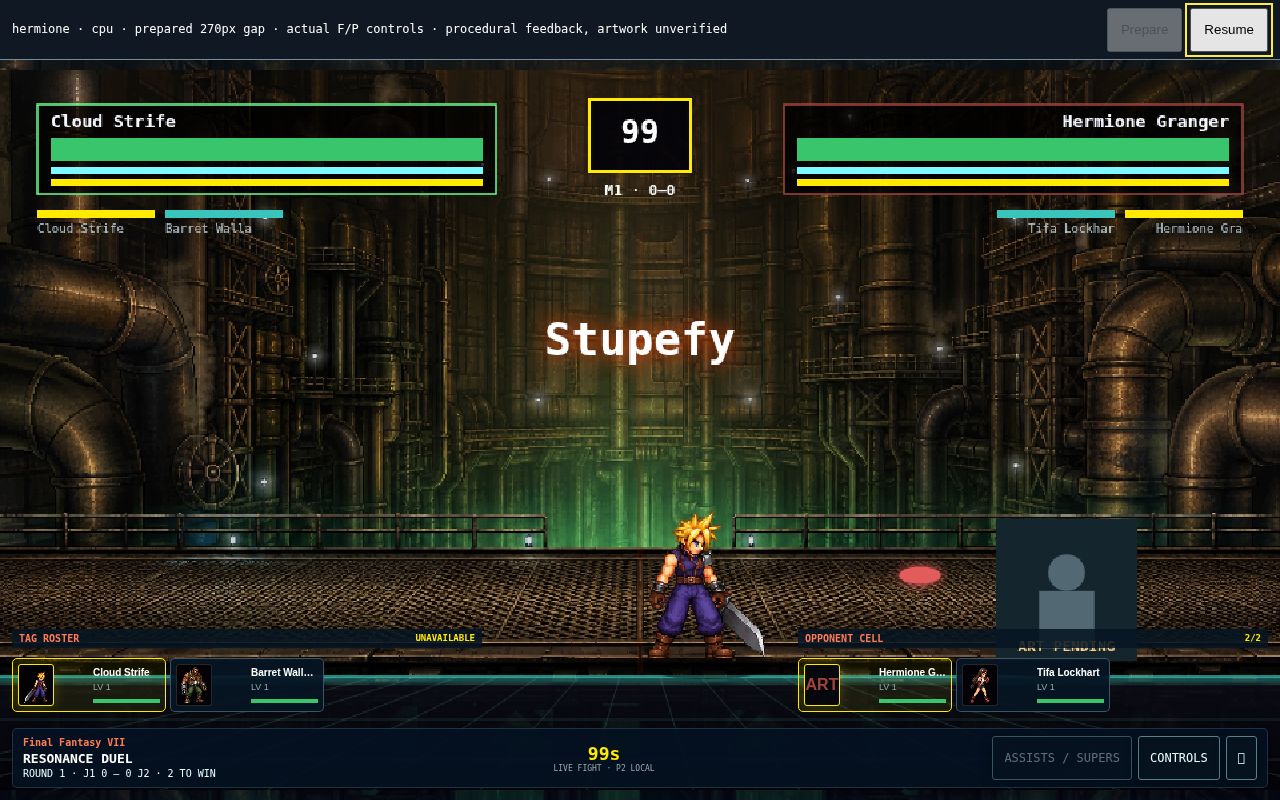 hermione · cpu · prepared 270px gap · actual F/P controls · procedural feedback, artwork unverified
Prepare
Resume
Cloud Strife
99
Hermione Granger
M1 · 0—0
Cloud Strife
Barret Walla
Tifa Lockhar
Hermione Gra
Stupefy
ART PENDING
TAG ROSTER
UNAVAILABLE
OPPONENT CELL
2/2
Cloud Strife
LV 1
Barret Wall…
LV 1
ART
Hermione G…
LV 1
Tifa Lockhart
LV 1
Final Fantasy VII
RESONANCE DUEL
ROUND 1 · J1 0 — 0 J2 · 2 TO WIN
99s
LIVE FIGHT · P2 LOCAL
ASSISTS / SUPERS
CONTROLS